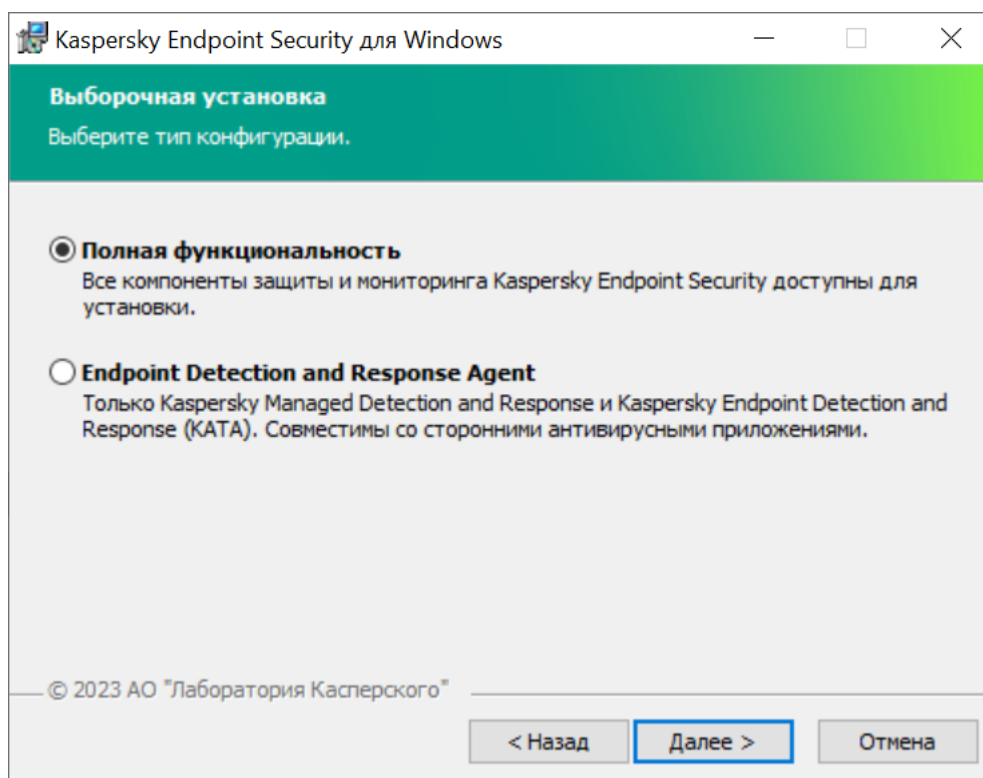 Kaspersky Endpoint Security для Windows
Выборочная установка
Выберите тип конфигурации.
Полная функциональность
Все компоненты защиты и мониторинга Kaspersky Endpoint Security доступны для
установки.
Endpoint Detection and Response Agent
Только Kaspersky Managed Detection and Response и Kaspersky Endpoint Detection and
Response (KATA). Совместимы со сторонними антивирусными приложениями.
© 2023 АО "Лаборатория Касперского"
< Назад
Далее >
Отмена